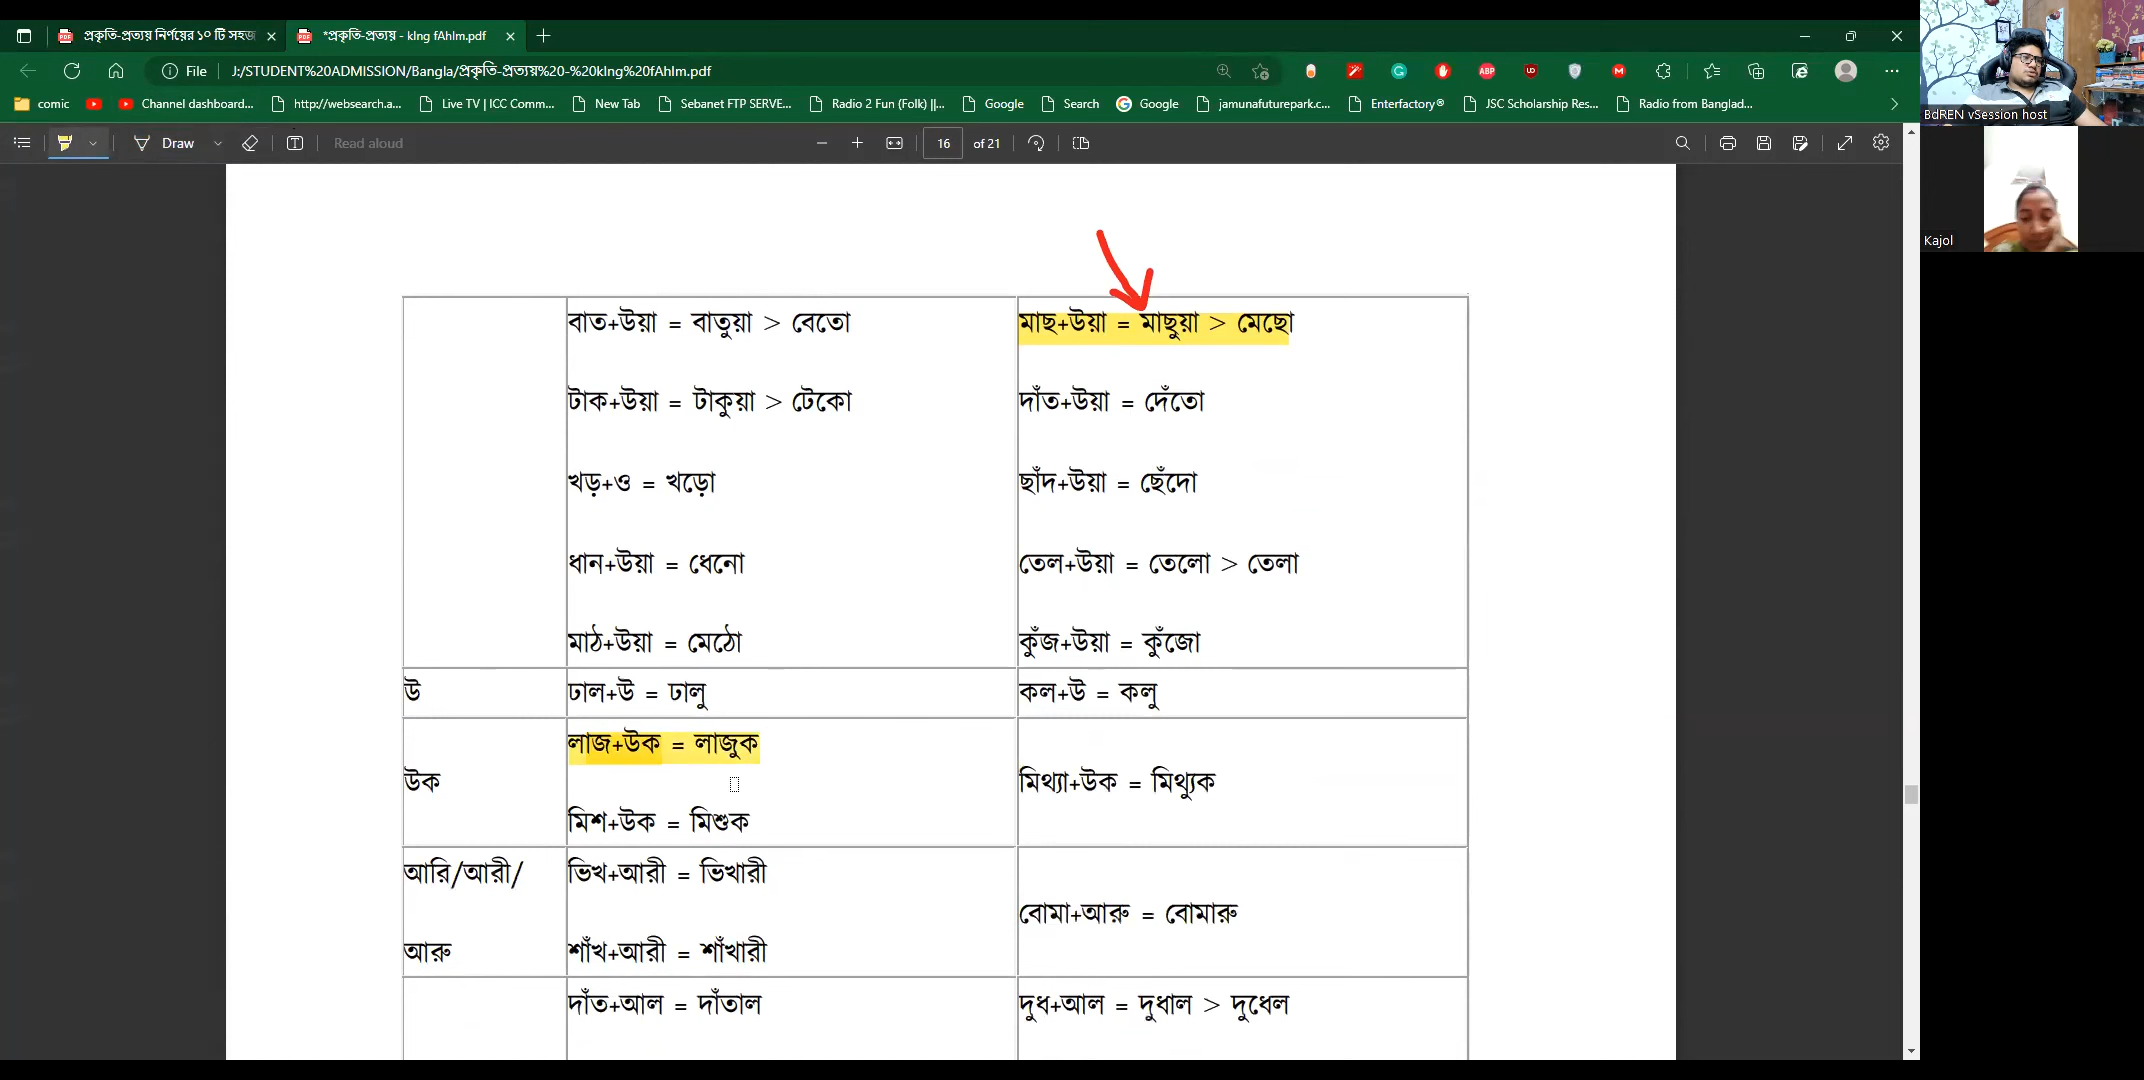 প্রকৃতি-প্রত্যয় নির্ণয়ের ১০ টি সহজ
*প্রকৃতি-প্রত্যয় - kIng fAhIm.pdf
File J:/STUDENT%20ADMISSION/Bangla/প্রকৃতি-প্রত্যয়%20-%20kIng%20fAhIm.pdf
comic Channel dashboard... http://websearch.a... Live TV | ICC Comm... New Tab Sebanet FTP SERVE... Radio 2 Fun (Folk) ||... Google Search Google jamunafuturepark.c... Enterfactory® JSC Scholarship Res... Radio from Banglad...
Draw Read aloud 16 of 21
BdREN vSession host
Kajol
বাত+উয়া = বাতুয়া > বেতো মাছ+উয়া = মাছুয়া > মেছো
টাক+উয়া = টাকুয়া > টেকো দাঁত+উয়া = দেঁতো
খড়+ও = খড়ো ছাঁদ+উয়া = ছেঁদো
ধান+উয়া = ধেনো তেল+উয়া = তেলো > তেলা
মাঠ+উয়া = মেঠো কুঁজ+উয়া = কুঁজো
উ ঢাল+উ = ঢালু কল+উ = কলু
লাজ+উক = লাজুক
উক মিথ্যা+উক = মিথ্যুক
মিশ+উক = মিশুক
আরি/আরী/ ভিখ+আরী = ভিখারী
বোমা+আরু = বোমারু
আরু শাঁখ+আরী = শাঁখারী
দাঁত+আল = দাঁতাল দুধ+আল = দুধাল > দুধেল